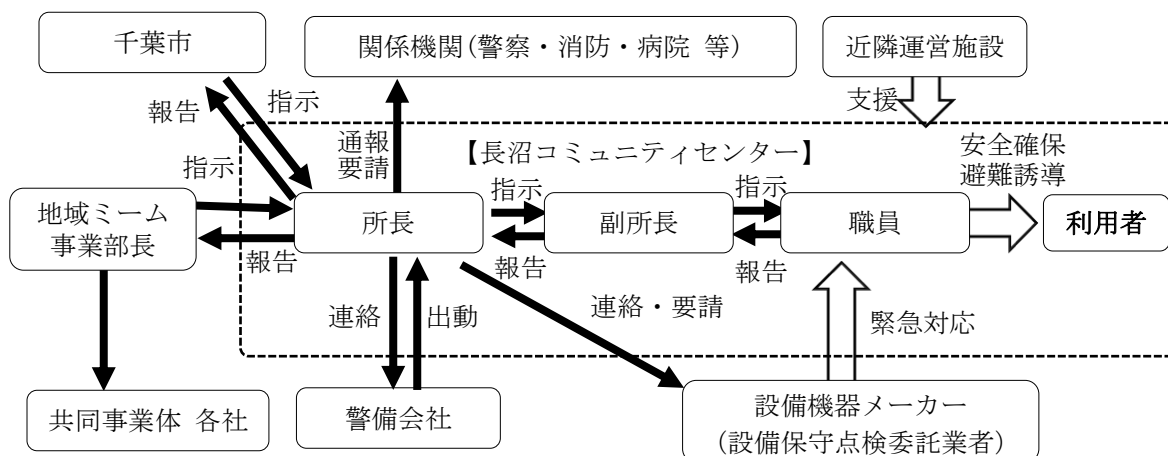 千葉市
関係機関(警察・消防・病院 等)
近隣運営施設
指示
報告
支援
通報
要請
【長沼コミュニティセンター】
安全確保
避難誘導
指示
指示
指示
地域ミーム
事業部長
所長
副所長
職員
利用者
報告
報告
報告
連絡
出動
連絡・要請
緊急対応
共同事業体 各社
警備会社
設備機器メーカー
(設備保守点検委託業者)